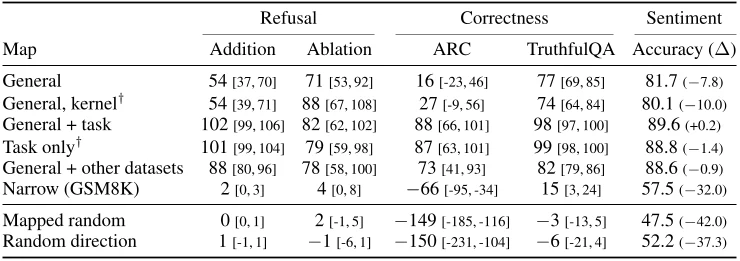 Refusal Correctness Sentiment
Map Addition Ablation ARC TruthfulQA Accuracy (Δ)
General 54 [37, 70] 71 [53, 92] 16 [-23, 46] 77 [69, 85] 81.7 (−7.8)
General, kernel† 54 [39, 71] 88 [67, 108] 27 [-9, 56] 74 [64, 84] 80.1 (−10.0)
General + task 102 [99, 106] 82 [62, 102] 88 [66, 101] 98 [97, 100] 89.6 (+0.2)
Task only† 101 [99, 104] 79 [59, 98] 87 [63, 101] 99 [98, 100] 88.8 (−1.4)
General + other datasets 88 [80, 96] 78 [58, 100] 73 [41, 93] 82 [79, 86] 88.6 (−0.9)
Narrow (GSM8K) 2 [0, 3] 4 [0, 8] −66 [-95, -34] 15 [3, 24] 57.5 (−32.0)
Mapped random 0 [0, 1] 2 [-1, 5] −149 [-185, -116] −3 [-13, 5] 47.5 (−42.0)
Random direction 1 [-1, 1] −1 [-6, 1] −150 [-231, -104] −6 [-21, 4] 52.2 (−37.3)